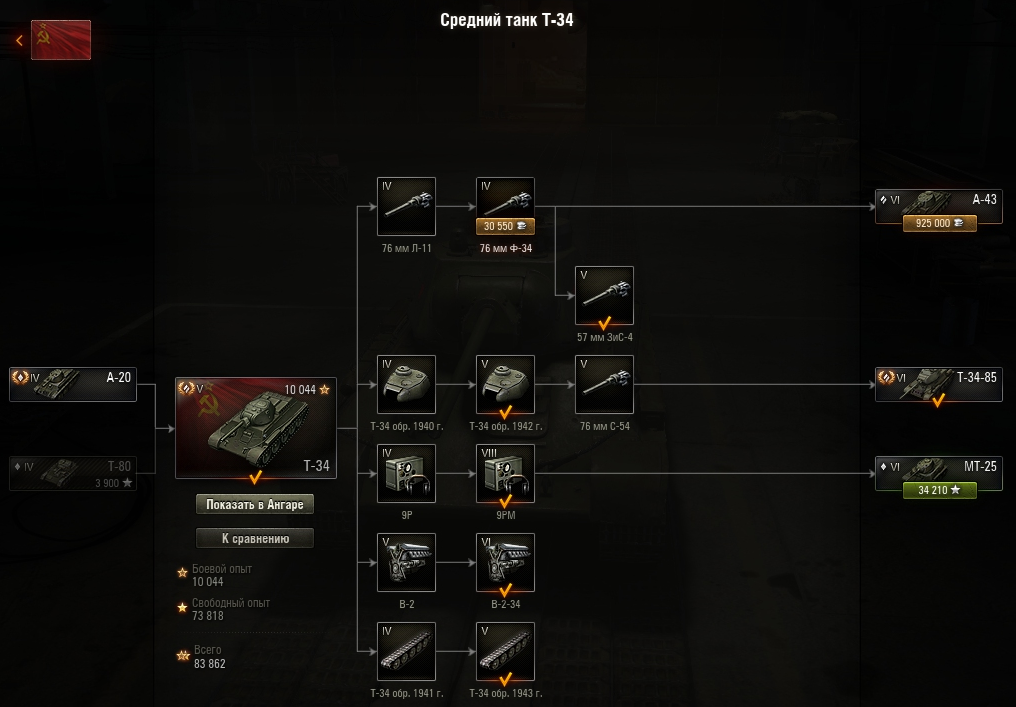 Средний танк Т-34
IV
76 мм Л-11
IV
30 550
76 мм Ф-34
VI
А-43
925 000
V
57 мм ЗиС-4
IV
А-20
IV
Т-80
3 900
V
10 044
Т-34
IV
Т-34 обр. 1940 г.
V
Т-34 обр. 1942 г.
V
76 мм С-54
VI
Т-34-85
IV
9Р
VIII
9РМ
VI
МТ-25
34 210
Показать в Ангаре
К сравнению
V
В-2
VI
В-2-34
Боевой опыт
10 044
Свободный опыт
73 818
Всего
83 862
IV
Т-34 обр. 1941 г.
V
Т-34 обр. 1943 г.